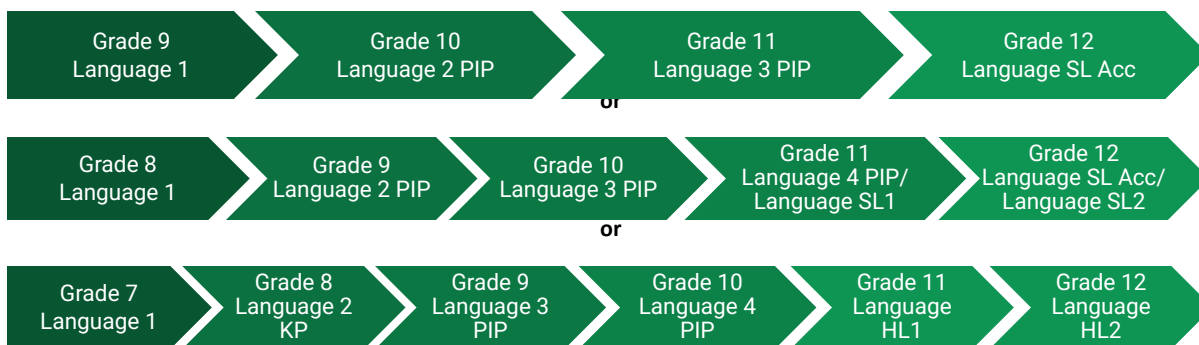 Grade 9
Language 1
Grade 10
Language 2 PIP
Grade 11
Language 3 PIP
Grade 12
Language SL Acc
or
Grade 8
Language 1
Grade 9
Language 2 PIP
Grade 10
Language 3 PIP
Grade 11
Language 4 PIP/
Language SL1
Grade 12
Language SL Acc/
Language SL2
or
Grade 7
Language 1
Grade 8
Language 2
KP
Grade 9
Language 3
PIP
Grade 10
Language 4
PIP
Grade 11
Language
HL1
Grade 12
Language
HL2